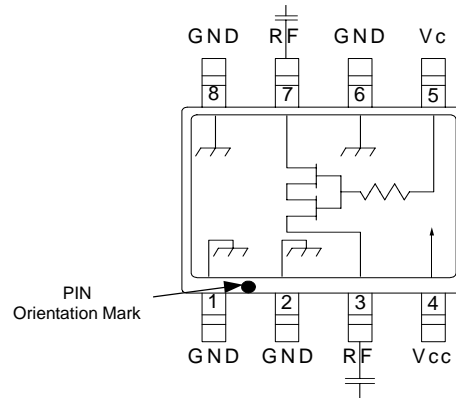 GND RF GND Vc
8 7 6 5
1 2 3 4
PIN
Orientation Mark
GND GND RF Vcc